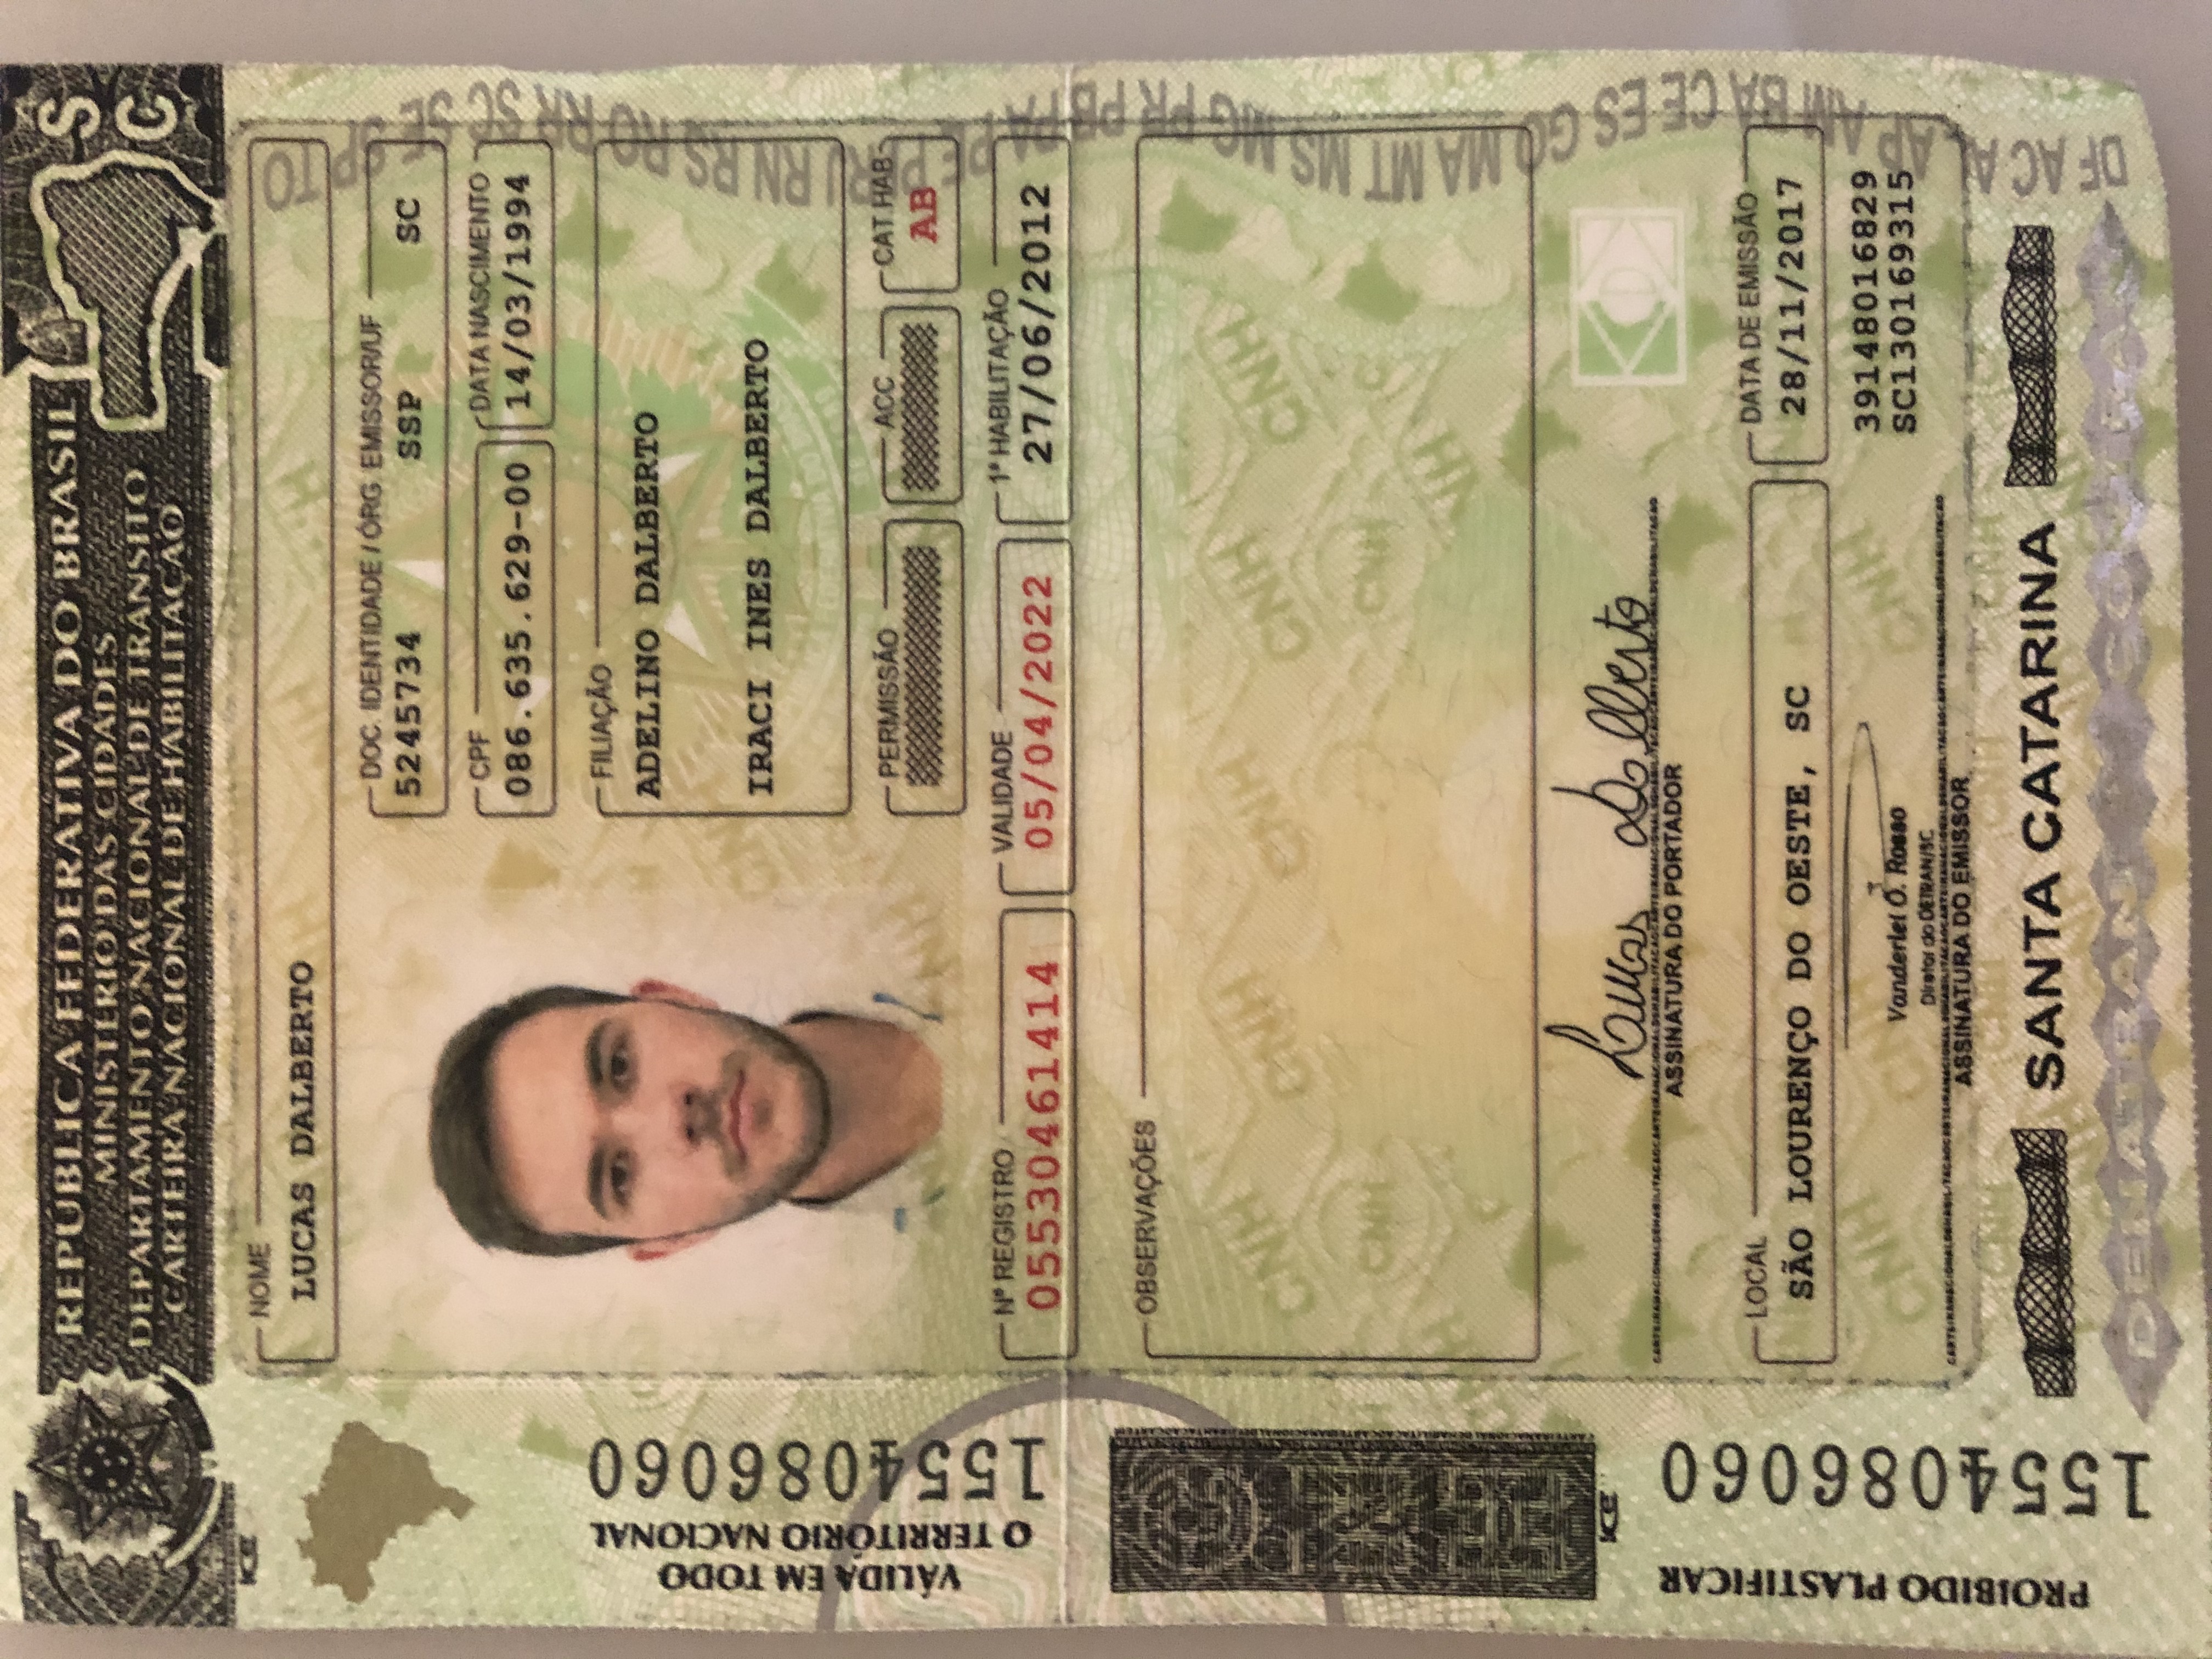 REPÚBLICA FEDERATIVA DO BRASIL
MINISTÉRIO DAS CIDADES
DEPARTAMENTO NACIONAL DE TRÂNSITO
CARTEIRA NACIONAL DE HABILITAÇÃO
SC
VÁLIDA EM TODO
O TERRITÓRIO NACIONAL
1554086060
NOME
LUCAS DALBERTO
DOC. IDENTIDADE / ÓRG EMISSOR/UF
5245734 SSP SC
CPF
086.635.629-00
DATA NASCIMENTO
14/03/1994
FILIAÇÃO
ADELINO DALBERTO
IRACI INES DALBERTO
PERMISSÃO
ACC
CAT HAB
AB
Nº REGISTRO
05530461414
VALIDADE
05/04/2022
1ª HABILITAÇÃO
27/06/2012
OBSERVAÇÕES
Lucas Dalberto
ASSINATURA DO PORTADOR
LOCAL
SÃO LOURENÇO DO OESTE, SC
DATA DE EMISSÃO
28/11/2017
Vanderlei O. Rosso
Diretor do DETRAN/SC
ASSINATURA DO EMISSOR
39148016829
SC130169315
PROIBIDO PLASTIFICAR
1554086060
SANTA CATARINA
DENATRAN
DF AC AL AP AM BA CE ES GO MA MT MS MG PR PB PA PE PI RJ RN RS RO RR SC SE SP TO